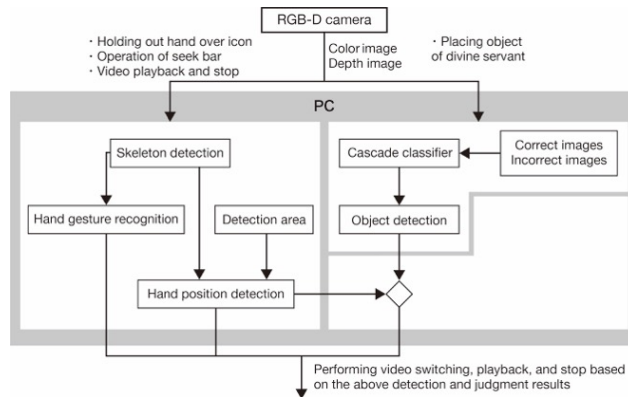 RGB-D camera
・Holding out hand over icon
・Operation of seek bar
・Video playback and stop
Color image
Depth image
・Placing object
of divine servant
PC
Skeleton detection
Cascade classifier
Correct images
Incorrect images
Hand gesture recognition
Detection area
Object detection
Hand position detection
Performing video switching, playback, and stop based
on the above detection and judgment results